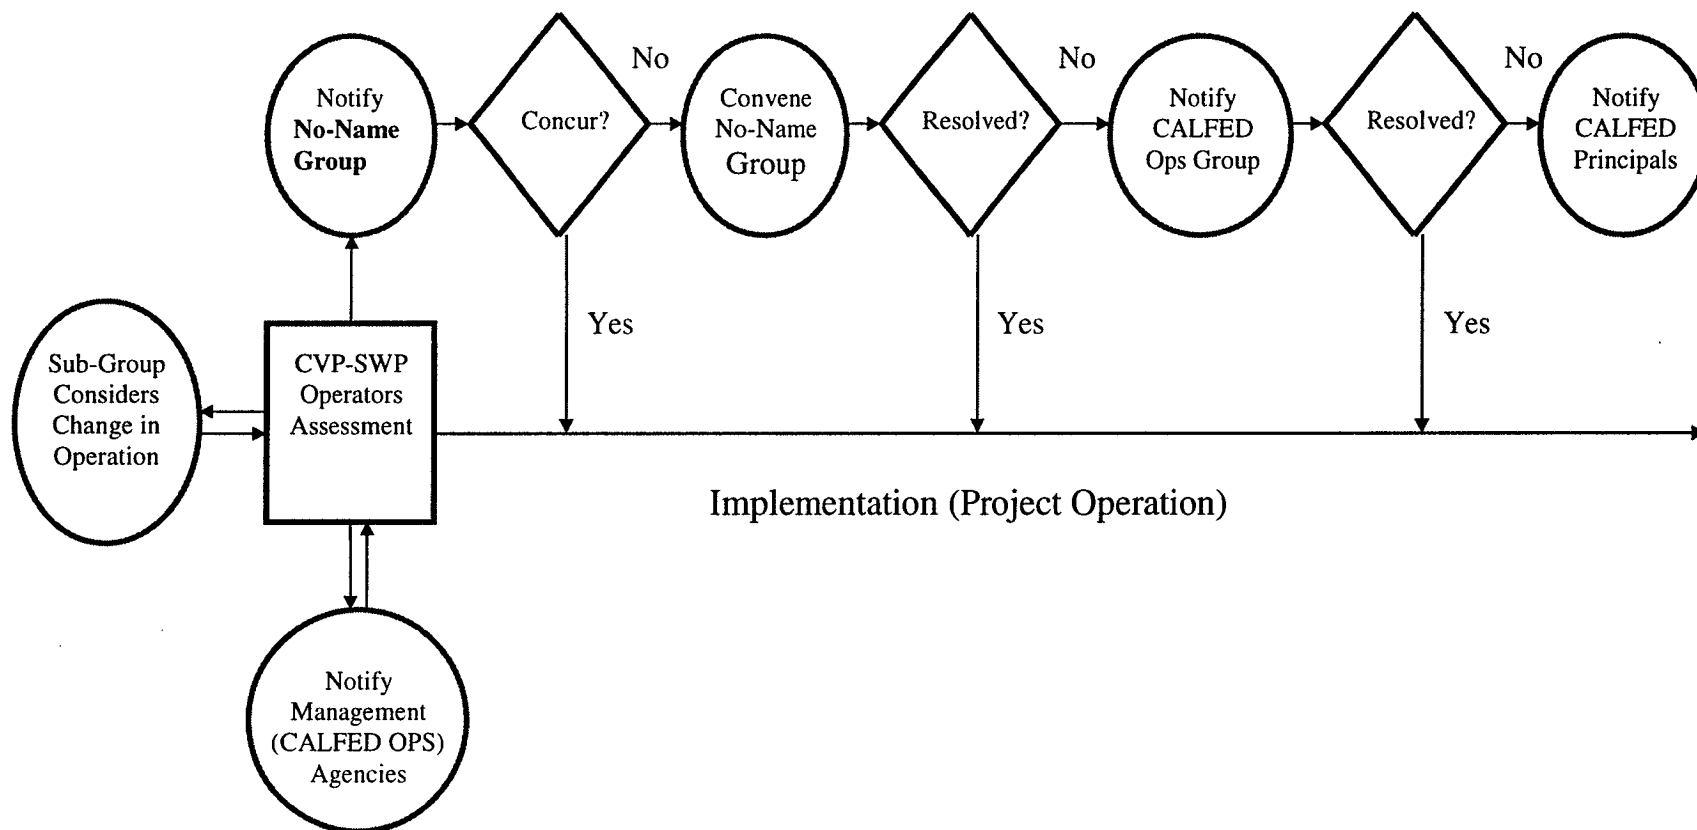 Notify
No-Name
Group
Concur?
No
Convene
No-Name
Group
Resolved?
No
Notify
CALFED
Ops Group
Resolved?
No
Notify
CALFED
Principals
Yes
Yes
Yes
Sub-Group
Considers
Change in
Operation
CVP-SWP
Operators
Assessment
Implementation (Project Operation)
Notify
Management
(CALFED OPS)
Agencies